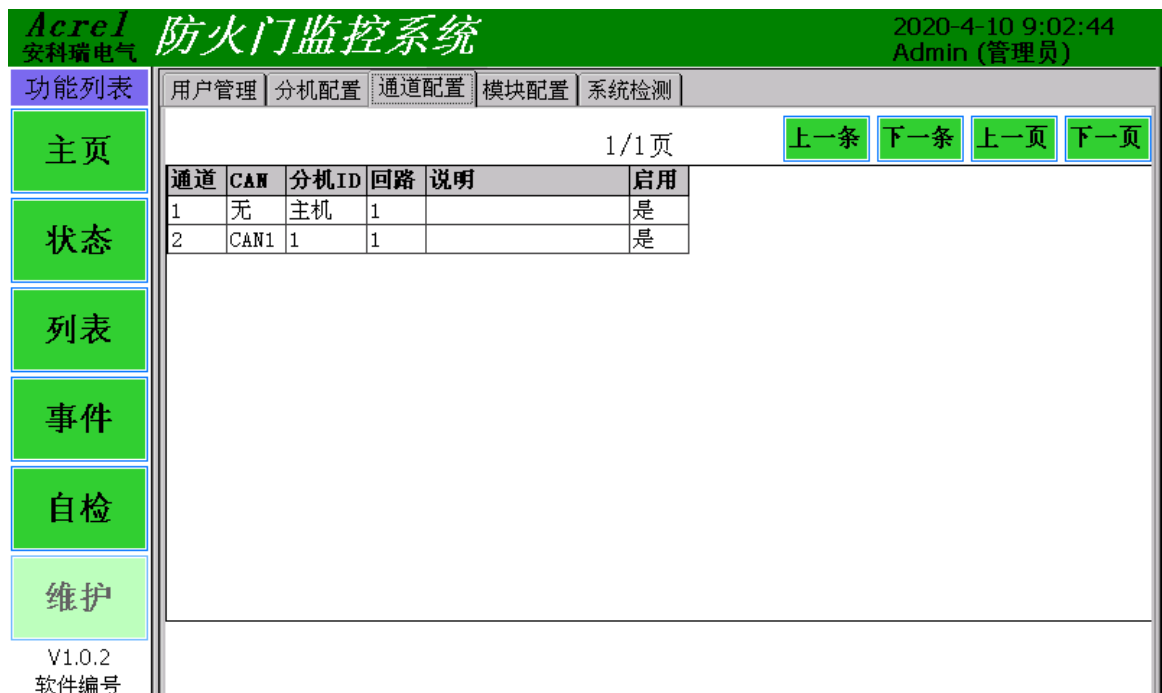 Acrel
安科瑞电气
防火门监控系统
2020-4-10 9:02:44
Admin (管理员)
功能列表
用户管理 分机配置 通道配置 模块配置 系统检测
主页
状态
列表
事件
自检
维护
V1.0.2
软件编号
1/1页 上一条 下一条 上一页 下一页
通道 CAN 分机ID 回路 说明 启用
1 无 主机 1 是
2 CAN1 1 1 是